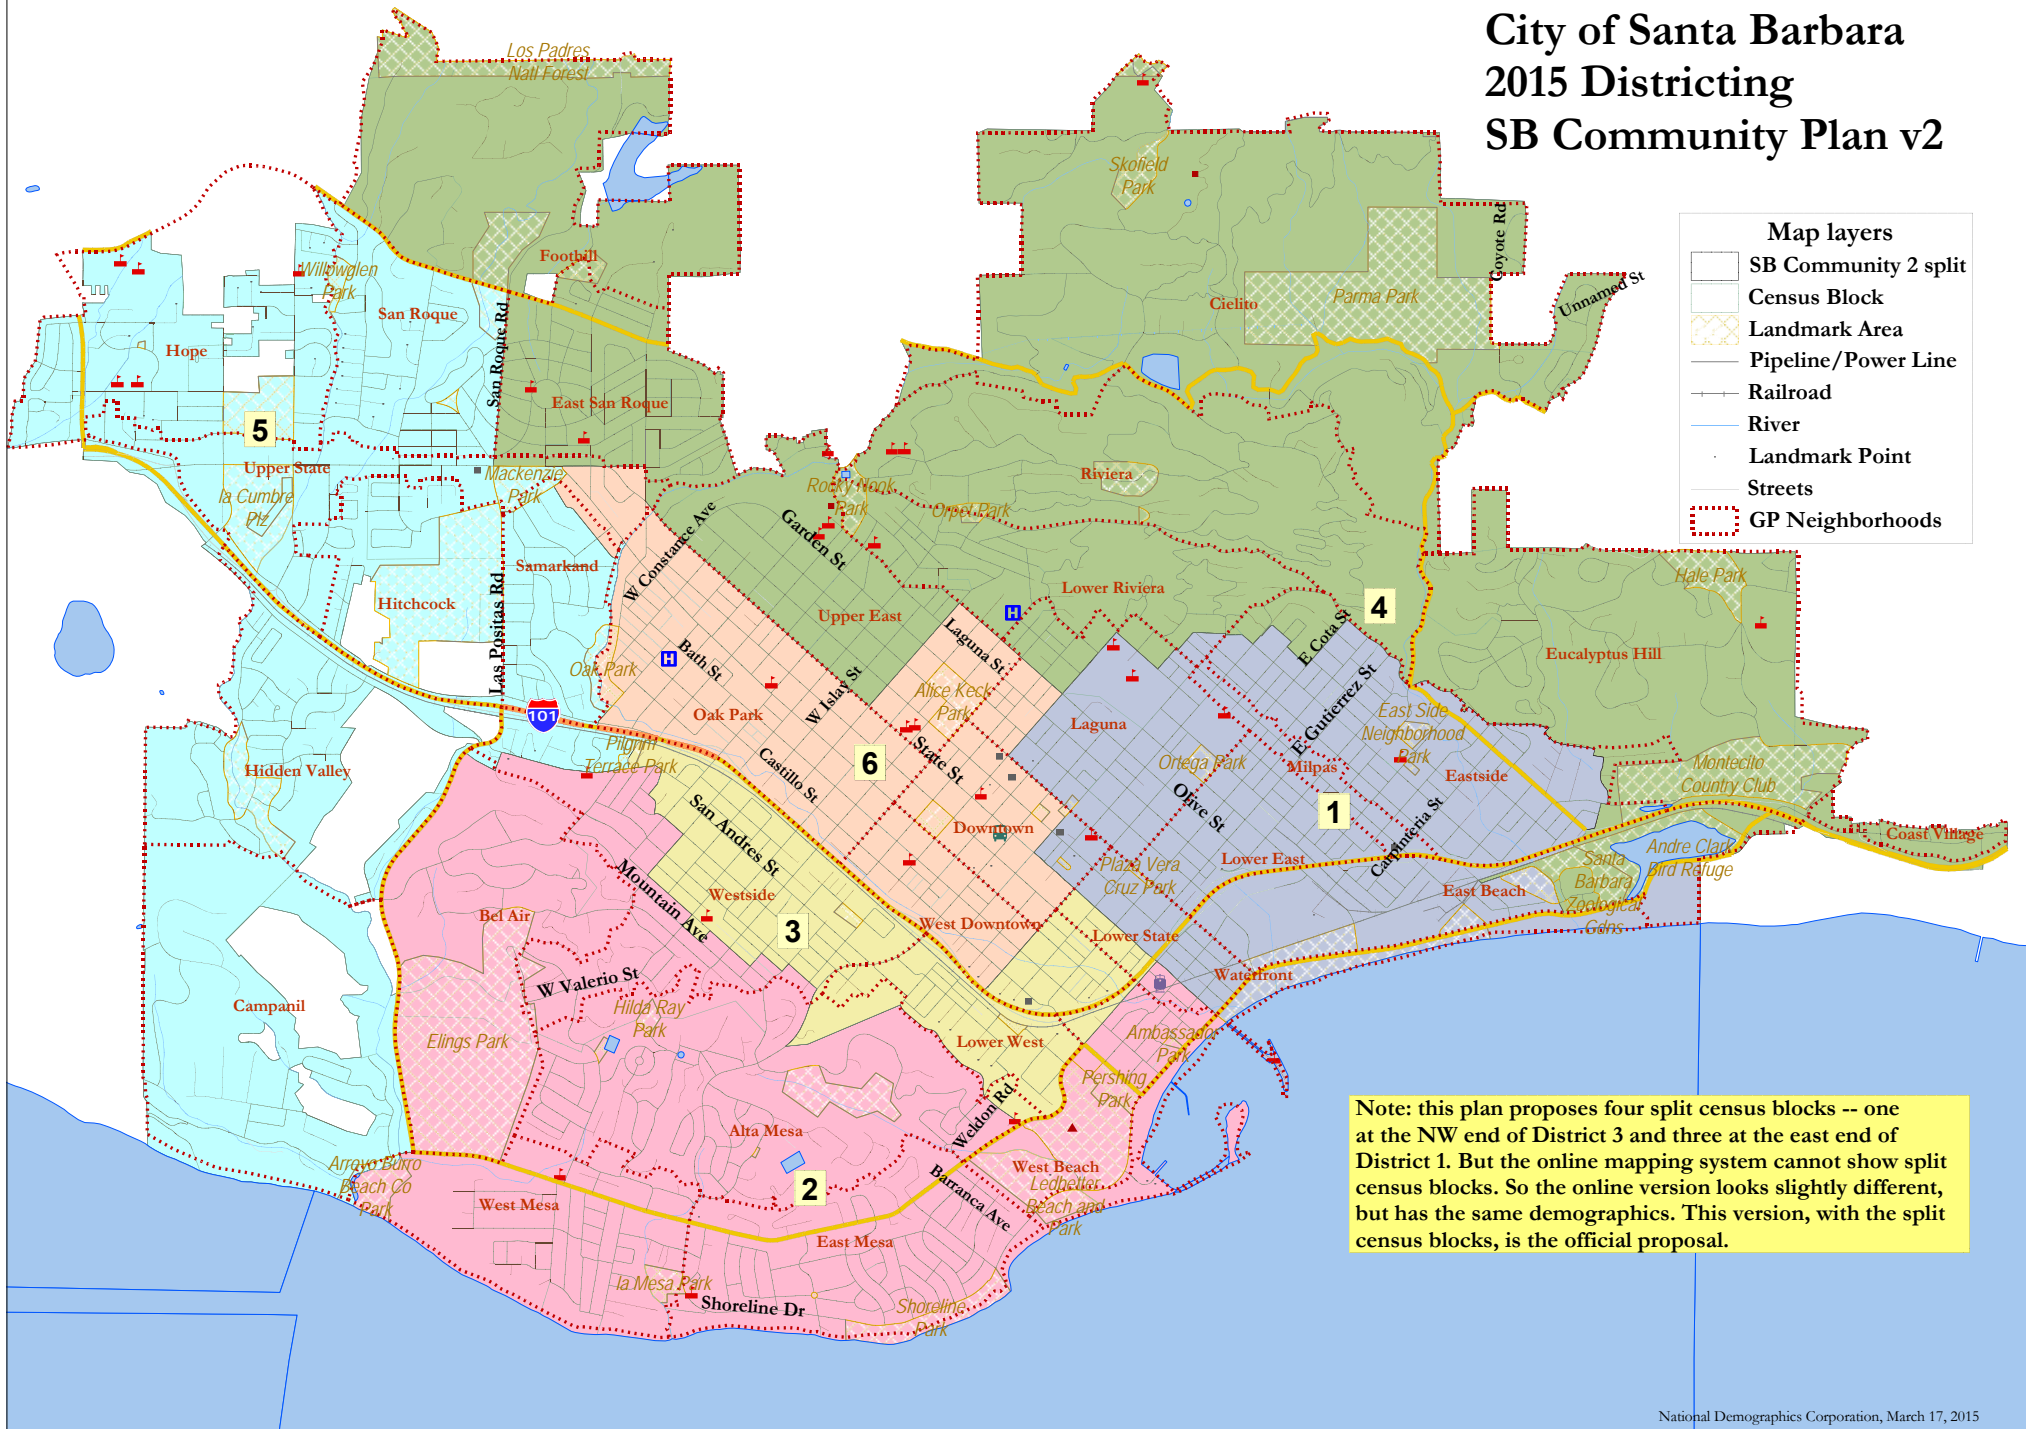 City of Santa Barbara
2015 Districting
SB Community Plan v2
Map layers
SB Community 2 split
Census Block
Landmark Area
Pipeline/Power Line
Railroad
River
Landmark Point
Streets
GP Neighborhoods
Los Padres
Natl Forest
Skofield
Park
Foothill
Willowglen
Park
San Roque
San Roque Rd
Hope
East San Roque
Cielito
Parma Park
Coyote Rd
Unnamed St
5
Upper State
la Cumbre
Plz
Mackenzie
Park
Rocky Nook
Park
Orpet Park
Riviera
W Constance Ave
Garden St
Samarkand
Hitchcock
Las Positas Rd
Lower Riviera
4
Hale Park
Upper East
H
Laguna St
E Cota St
Eucalyptus Hill
Oak Park
H
Bath St
W Islay St
Alice Keck
Park
E Gutierrez St
East Side
Neighborhood
Park
101
Oak Park
Laguna
State St
Pilgrim
Terrace Park
Castillo St
6
Ortega Park
Milpas
Eastside
Montecito
Country Club
Hidden Valley
San Andres St
Olive St
1
Carpinteria St
Downtown
Coast Village
Mountain Ave
Plaza Vera
Cruz Park
Lower East
Santa
Barbara
Zoological
Gdns
Andre Clark
Bird Refuge
East Beach
Westside
Bel Air
3
West Downtown
Lower State
W Valerio St
Waterfront
Campanil
Elings Park
Hilda Ray
Park
Lower West
Ambassador
Park
Pershing
Park
Weldon Rd
Alta Mesa
Arroyo Burro
Beach Co
Park
West Mesa
2
Barranca Ave
West Beach
Ledbetter
Beach and
Park
East Mesa
la Mesa Park
Shoreline Dr
Shoreline
Park
Note: this plan proposes four split census blocks -- one
at the NW end of District 3 and three at the east end of
District 1. But the online mapping system cannot show split
census blocks. So the online version looks slightly different,
but has the same demographics. This version, with the split
census blocks, is the official proposal.
National Demographics Corporation, March 17, 2015